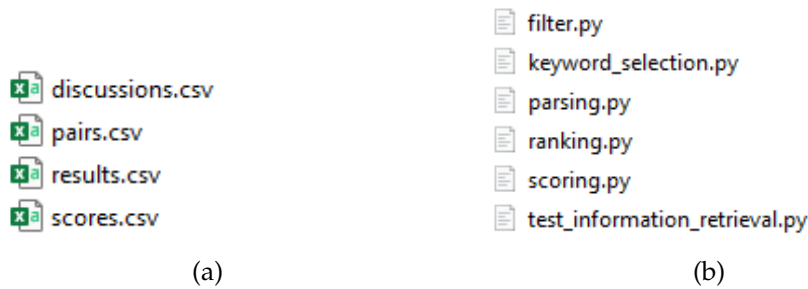 discussions.csv
pairs.csv
results.csv
scores.csv
(a)
filter.py
keyword_selection.py
parsing.py
ranking.py
scoring.py
test_information_retrieval.py
(b)